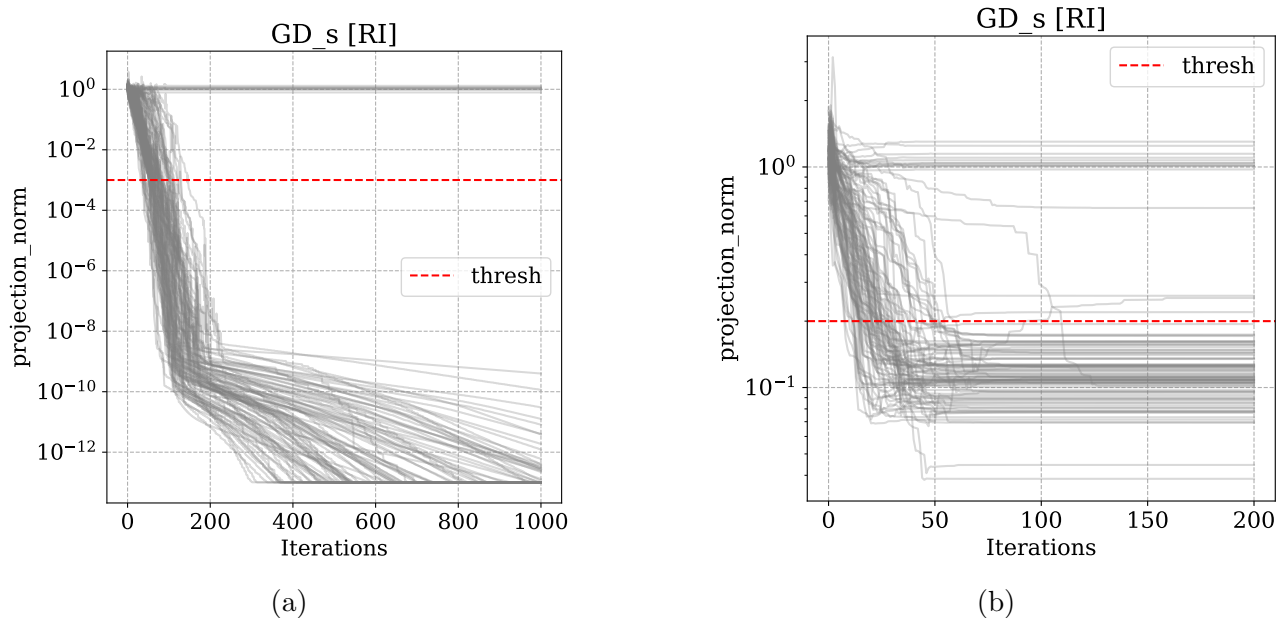 GD_s [RI]
projection_norm
10^0
10^{-2}
10^{-4}
10^{-6}
10^{-8}
10^{-10}
10^{-12}
thresh
0 200 400 600 800 1000
Iterations
(a)
GD_s [RI]
projection_norm
10^0
10^{-1}
thresh
0 50 100 150 200
Iterations
(b)